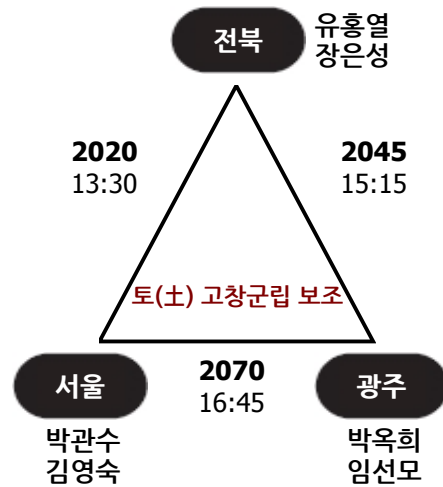 전북
유홍열
장은성
2020
13:30
2045
15:15
토(土) 고창군립 보조
서울
2070
16:45
광주
박관수
김영숙
박옥희
임선모